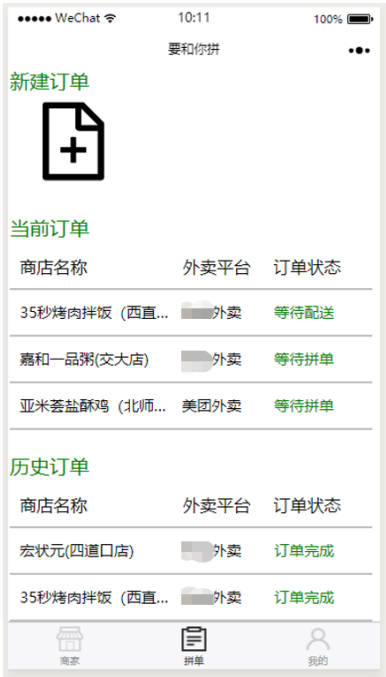 WeChat 10:11 100%
要和你拼
新建订单
当前订单
商店名称 外卖平台 订单状态
35秒烤肉拌饭（西直... 外卖 等待配送
嘉和一品粥(交大店) 外卖 等待拼单
亚米荟盐酥鸡（北师... 美团外卖 等待拼单
历史订单
商店名称 外卖平台 订单状态
宏状元(四道口店) 外卖 订单完成
35秒烤肉拌饭（西直... 外卖 订单完成
商家 拼单 我的